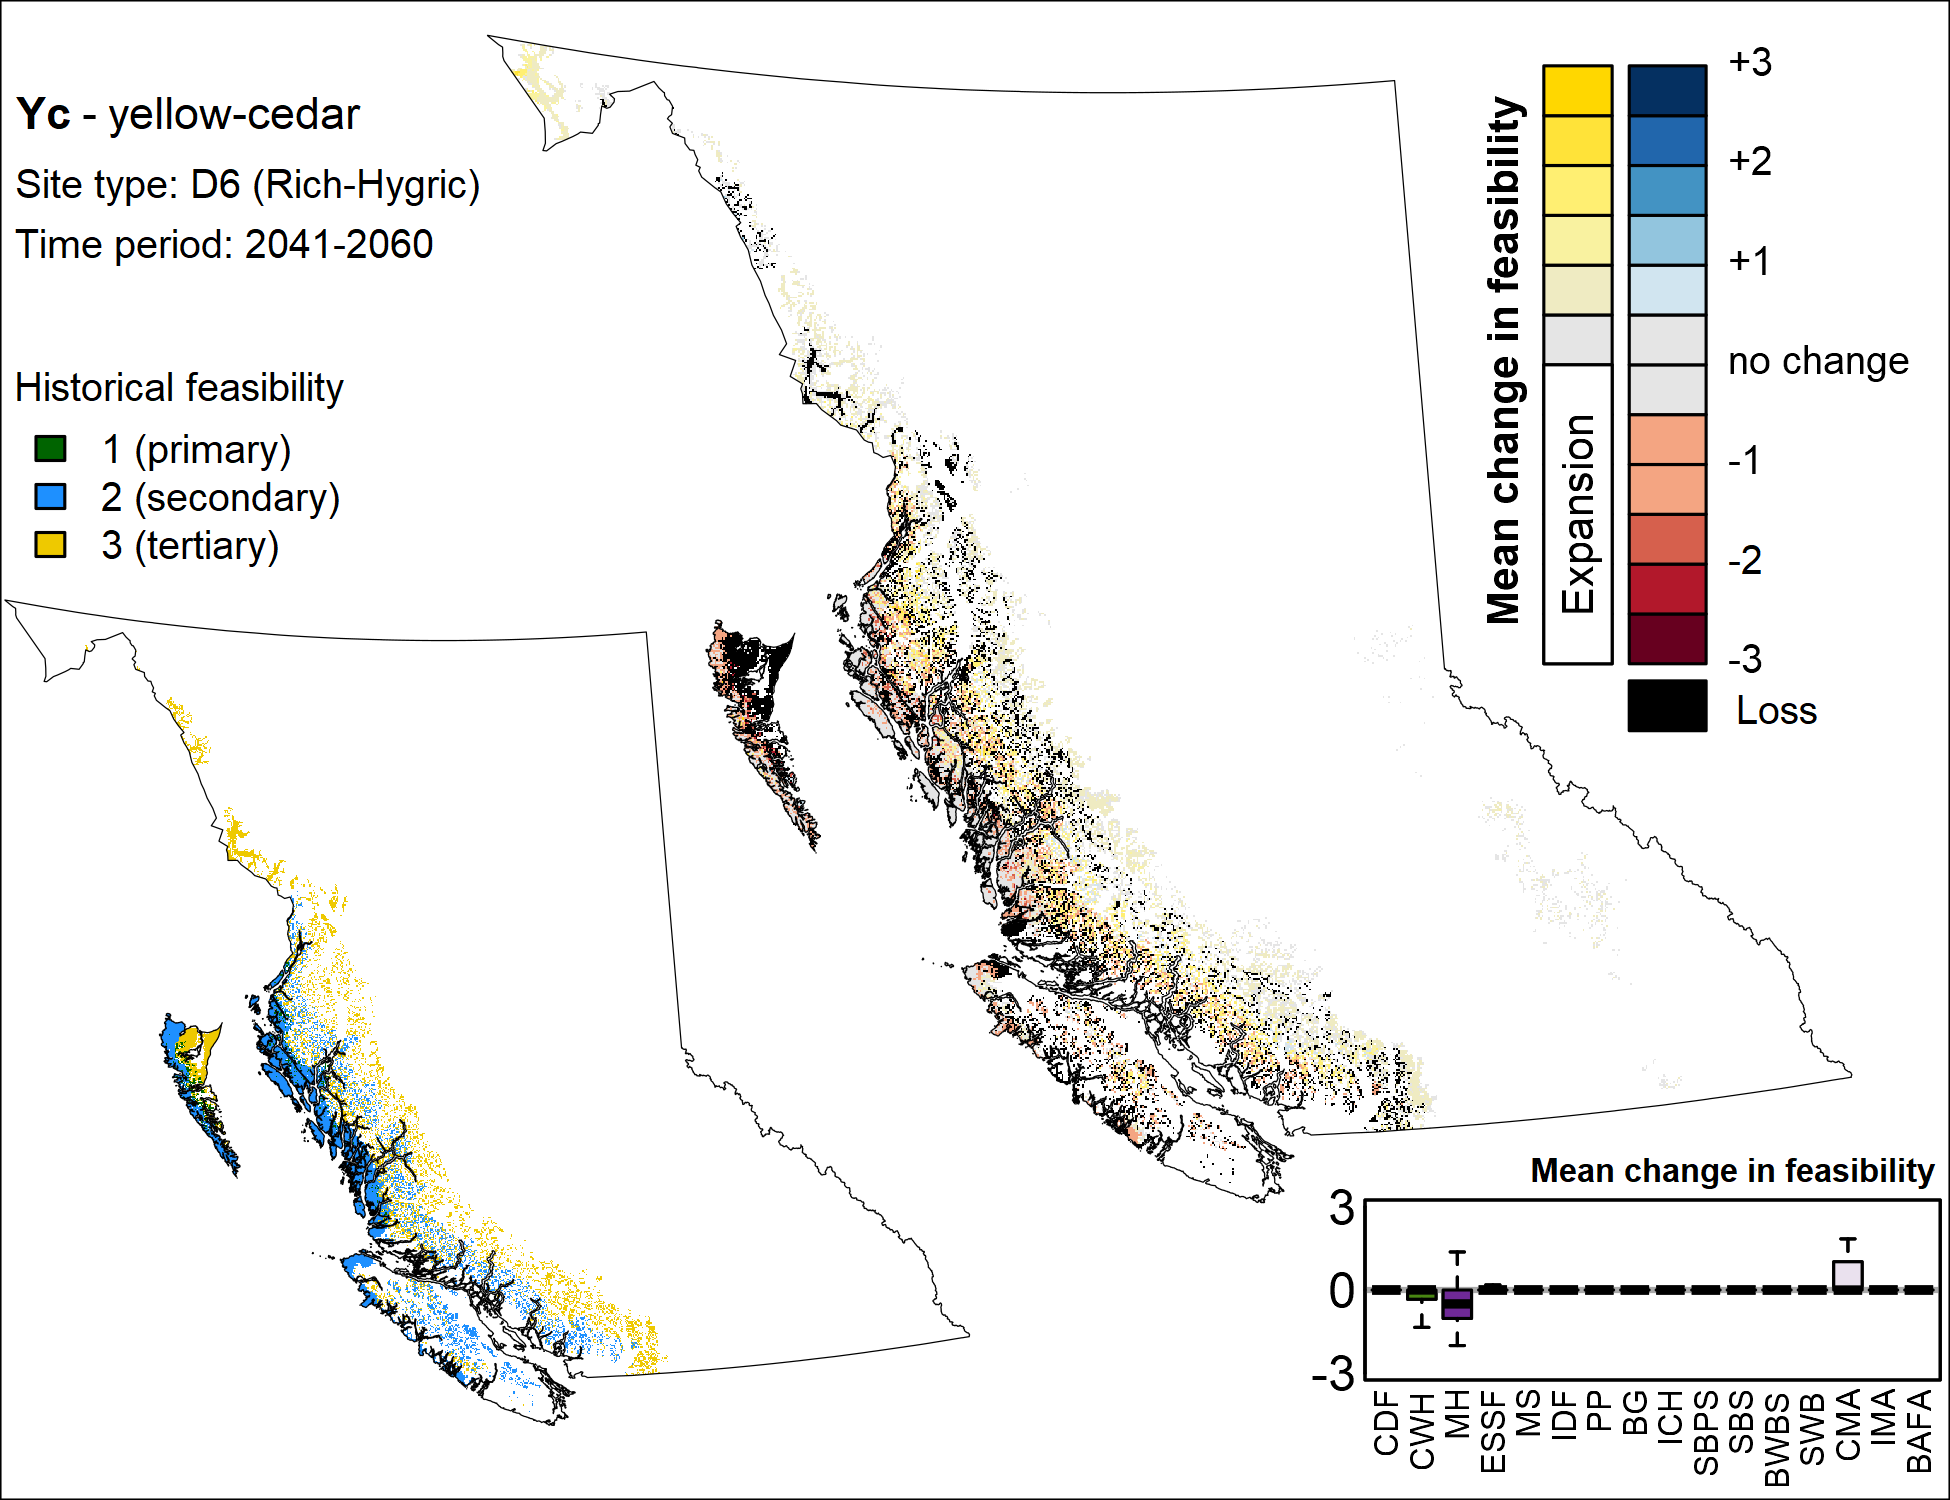 Yc - yellow-cedar
Site type: D6 (Rich-Hygric)
Time period: 2041-2060
Historical feasibility
1 (primary)
2 (secondary)
3 (tertiary)
Mean change in feasibility
Expansion
+3
+2
+1
no change
-1
-2
-3
Loss
Mean change in feasibility
3
0
-3
CDF
CWH
MH
ESSF
MS
IDF
PP
BG
ICH
SBPS
SBS
BWBS
SWB
CMA
IMA
BAFA